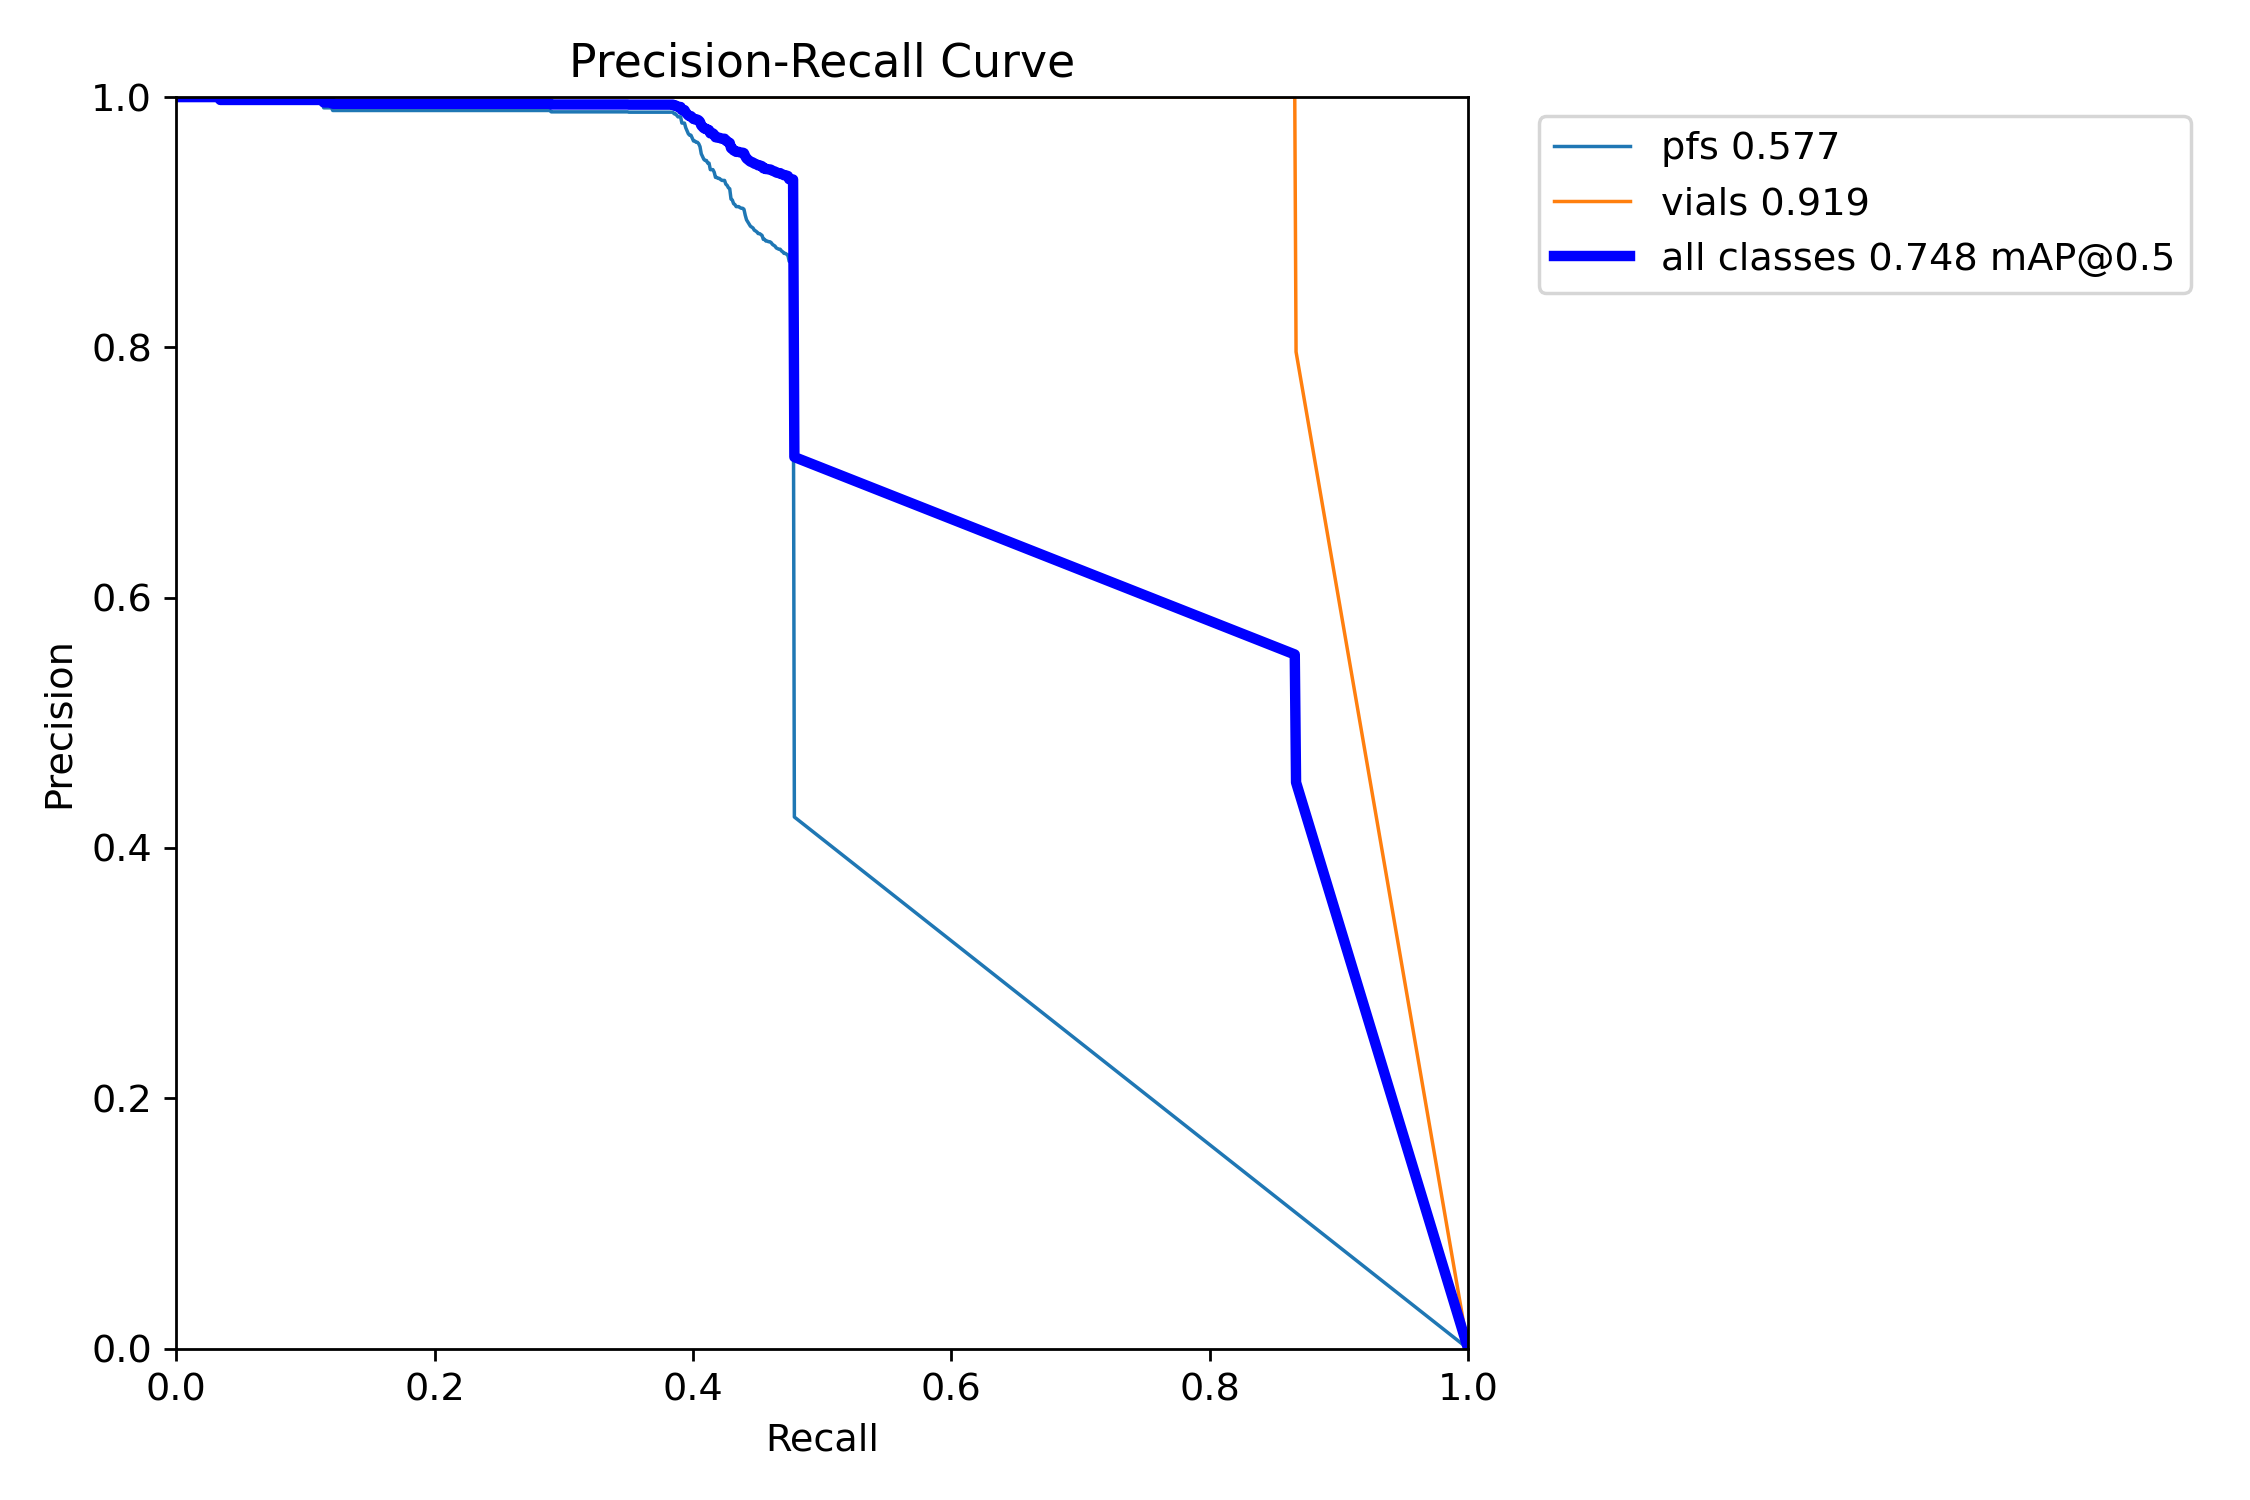 Precision-Recall Curve
pfs 0.577
vials 0.919
all classes 0.748 mAP@0.5
Precision
1.0
0.8
0.6
0.4
0.2
0.0
0.0 0.2 0.4 0.6 0.8 1.0
Recall